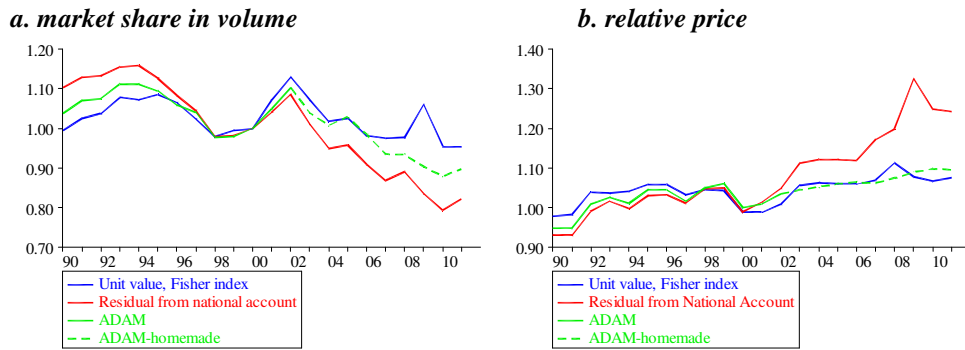 a. market share in volume
1.20
1.10
1.00
0.90
0.80
0.70
90 92 94 96 98 00 02 04 06 08 10
Unit value, Fisher index
Residual from national account
ADAM
ADAM-homemade
b. relative price
1.40
1.30
1.20
1.10
1.00
0.90
90 92 94 96 98 00 02 04 06 08 10
Unit value, Fisher index
Residual from National Account
ADAM
ADAM-homemade